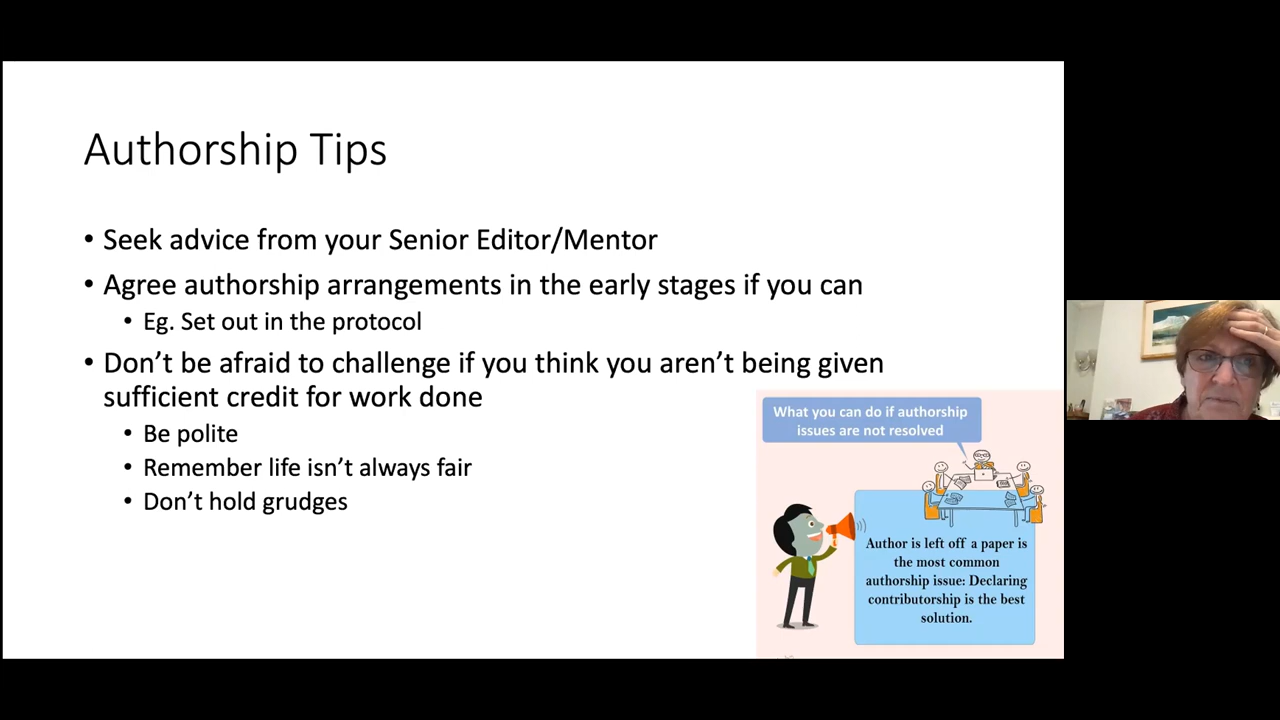 Authorship Tips
• Seek advice from your Senior Editor/Mentor
• Agree authorship arrangements in the early stages if you can
• Eg. Set out in the protocol
• Don’t be afraid to challenge if you think you aren’t being given
sufficient credit for work done
• Be polite
• Remember life isn’t always fair
• Don’t hold grudges
What you can do if authorship
issues are not resolved
Author is left off a paper is
the most common
authorship issue: Declaring
contributorship is the best
solution.